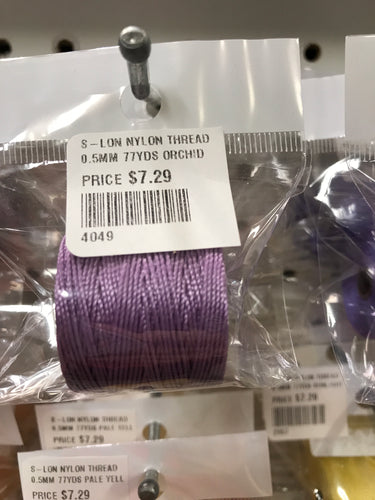 S-LON NYLON THREAD
0.5MM 77YDS ORCHID
PRICE $7.29
4049
S-LON NYLON THREAD
0.5MM 77YDS PALE YELL
PRICE $7.29
S-LON NYLON THREAD
0.5MM 77YDS PALE YELL
PRICE $7.29
NYLON THREAD
77YDS
PRICE $7.29